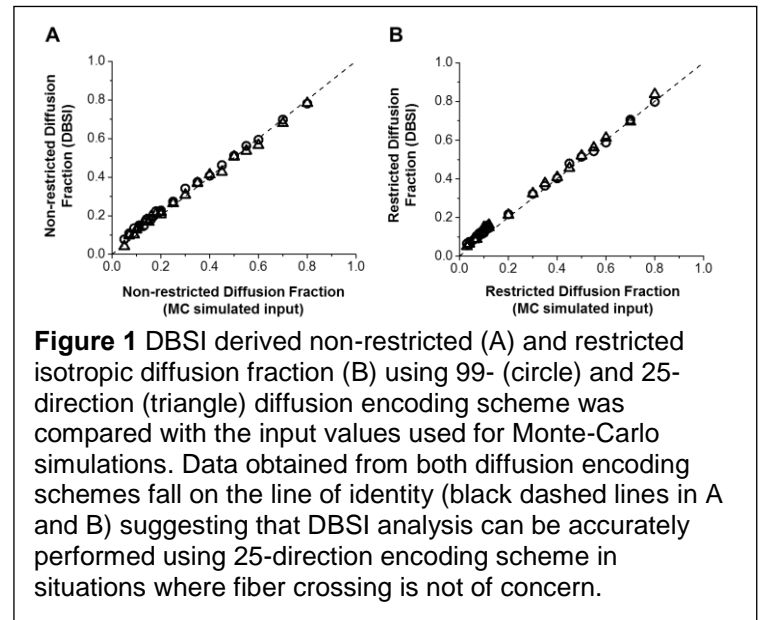 A
B
Non-restricted Diffusion
Fraction (DBSI)
1.0
0.8
0.6
0.4
0.2
0.0
0.0 0.2 0.4 0.6 0.8 1.0
Non-restricted Diffusion Fraction
(MC simulated input)
Restricted Diffusion
Fraction (DBSI)
1.0
0.8
0.6
0.4
0.2
0.0
0.0 0.2 0.4 0.6 0.8 1.0
Restricted Diffusion Fraction
(MC simulated input)
Figure 1 DBSI derived non-restricted (A) and restricted
isotropic diffusion fraction (B) using 99- (circle) and 25-
direction (triangle) diffusion encoding scheme was
compared with the input values used for Monte-Carlo
simulations. Data obtained from both diffusion encoding
schemes fall on the line of identity (black dashed lines in A
and B) suggesting that DBSI analysis can be accurately
performed using 25-direction encoding scheme in
situations where fiber crossing is not of concern.